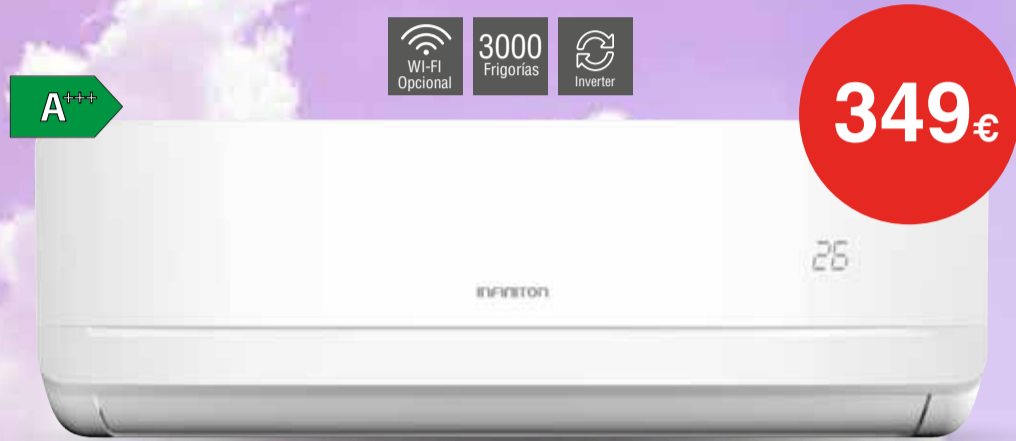 WI-FI
Opcional
3000
Frigorías
Inverter
A+++
349€
26
INFINITON